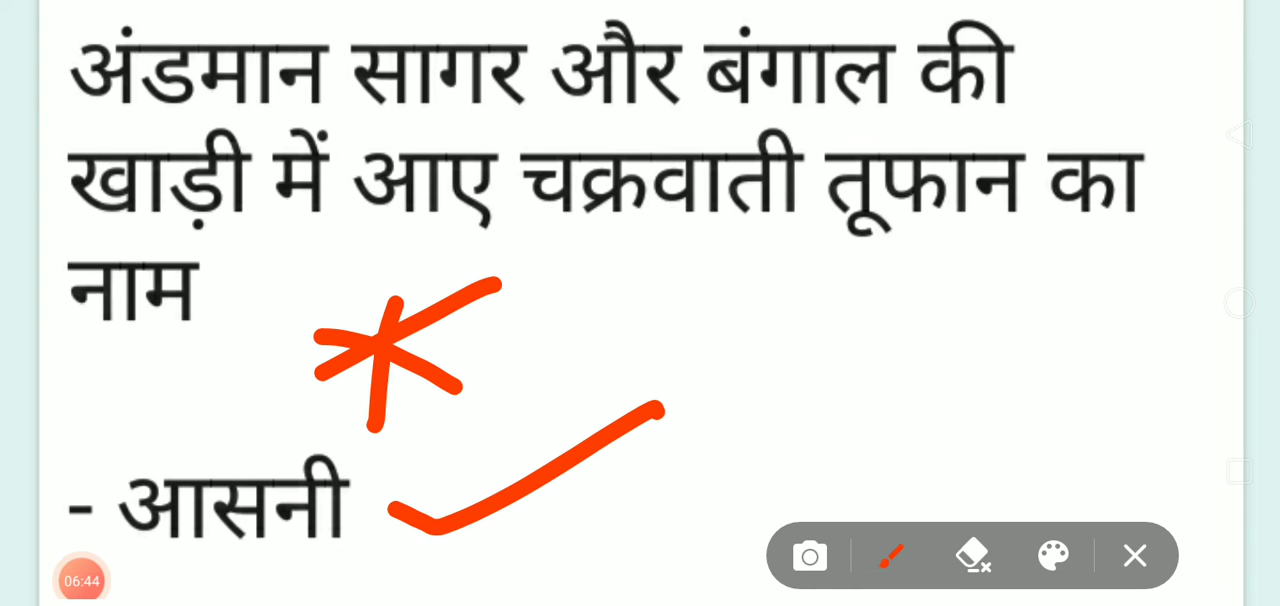 अंडमान सागर और बंगाल की
खाड़ी में आए चक्रवाती तूफान का
नाम
- आसनी
06:44